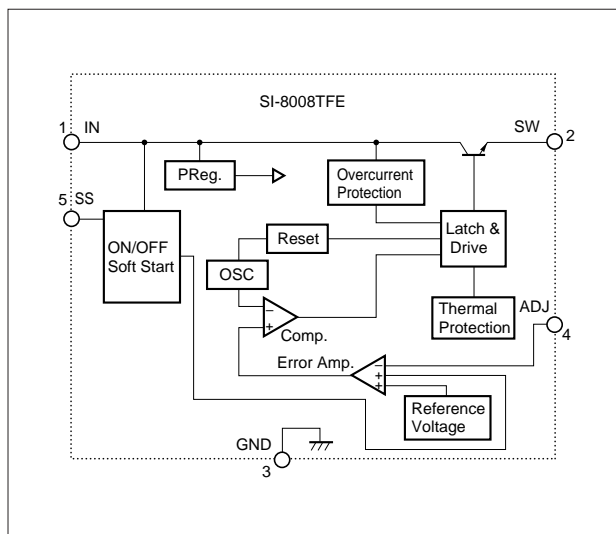 SI-8008TFE
1 IN
SW 2
PReg.
Overcurrent
Protection
5 SS
ON/OFF
Soft Start
Reset
Latch &
Drive
OSC
−
+
Comp.
Thermal
Protection
ADJ
4
Error Amp.
−
+
+
Reference
Voltage
GND
3